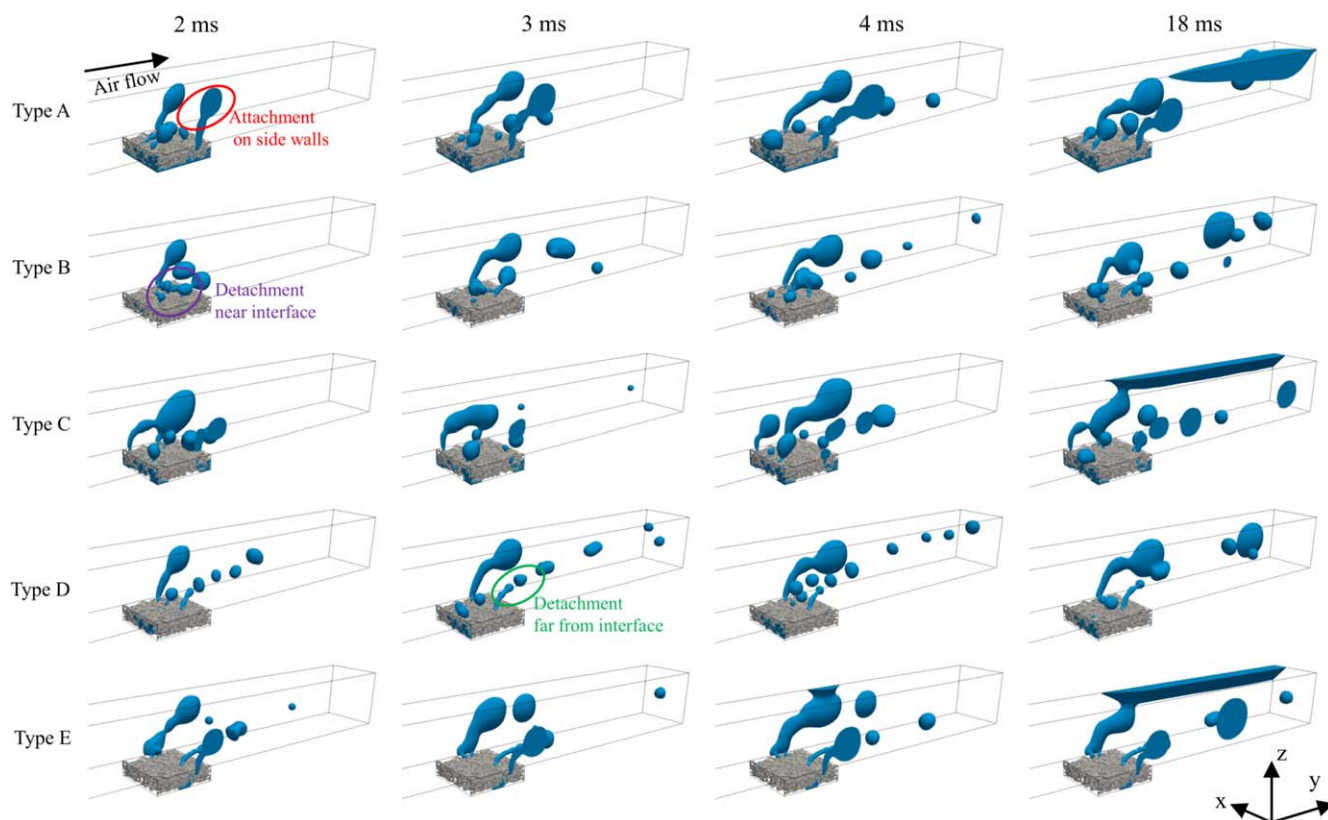 2 ms
3 ms
4 ms
18 ms
Air flow
Type A
Attachment
on side walls
Type B
Detachment
near interface
Type C
Type D
Detachment
far from interface
Type E
z
y
x